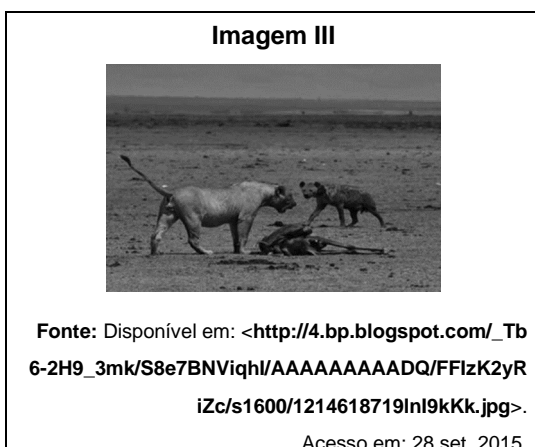 Imagem III
Fonte: Disponível em: <http://4.bp.blogspot.com/_Tb
6-2H9_3mk/S8e7BNViqhI/AAAAAAAAADQ/FFIzK2yR
iZc/s1600/1214618719lnI9kKk.jpg>.
Acesso em: 28 set. 2015.